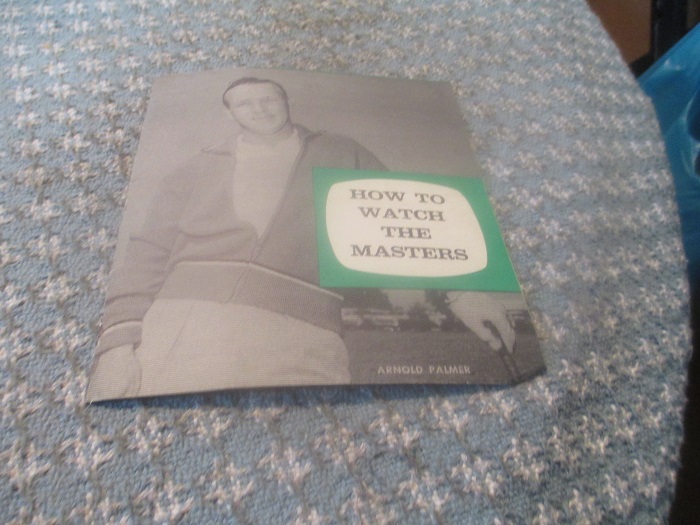 HOW TO
WATCH
THE
MASTERS
ARNOLD PALMER